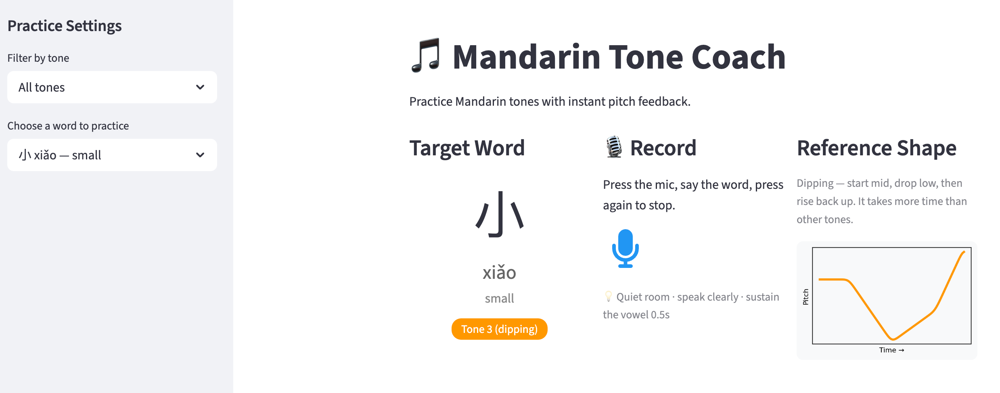 Practice Settings
Filter by tone
All tones
Choose a word to practice
小 xiǎo — small
🎵 Mandarin Tone Coach
Practice Mandarin tones with instant pitch feedback.
Target Word
小
xiǎo
small
Tone 3 (dipping)
🎙️ Record
Press the mic, say the word, press
again to stop.
💡 Quiet room · speak clearly · sustain
the vowel 0.5s
Reference Shape
Dipping — start mid, drop low, then
rise back up. It takes more time than
other tones.
Pitch
Time →